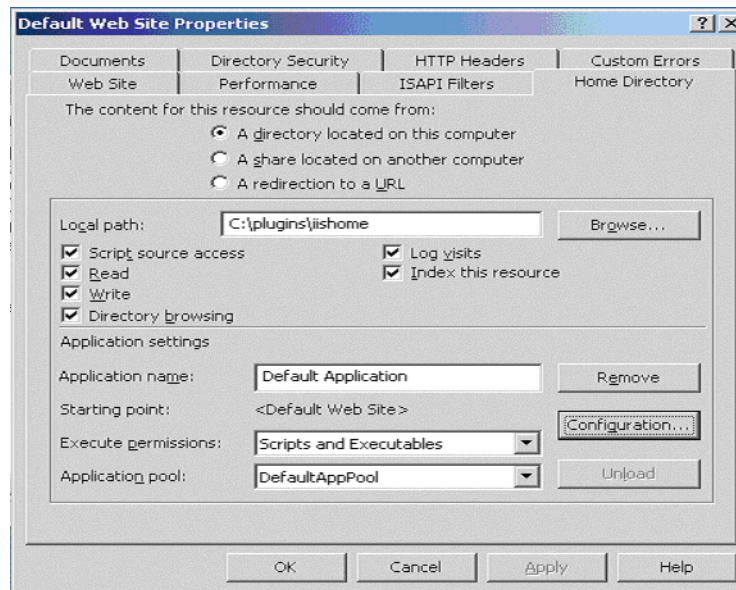 Default Web Site Properties
Documents Directory Security HTTP Headers Custom Errors
Web Site Performance ISAPI Filters Home Directory
The content for this resource should come from:
A directory located on this computer
A share located on another computer
A redirection to a URL
Local path: C:\plugins\iishome Browse...
Script source access Log visits
Read Index this resource
Write
Directory browsing
Application settings
Application name: Default Application Remove
Starting point: <Default Web Site>
Configuration...
Execute permissions: Scripts and Executables
Application pool: DefaultAppPool Unload
OK Cancel Apply Help